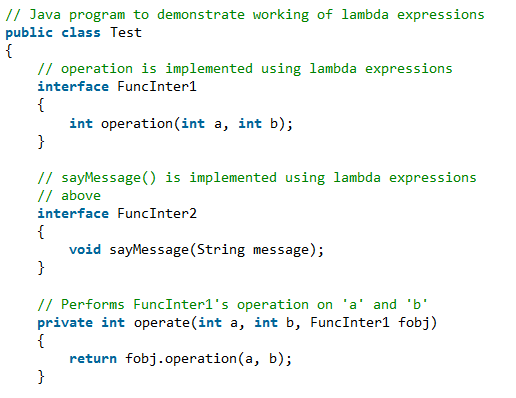 // Java program to demonstrate working of lambda expressions
public class Test
{
    // operation is implemented using lambda expressions
    interface FuncInter1
    {
        int operation(int a, int b);
    }

    // sayMessage() is implemented using lambda expressions
    // above
    interface FuncInter2
    {
        void sayMessage(String message);
    }

    // Performs FuncInter1's operation on 'a' and 'b'
    private int operate(int a, int b, FuncInter1 fobj)
    {
        return fobj.operation(a, b);
    }